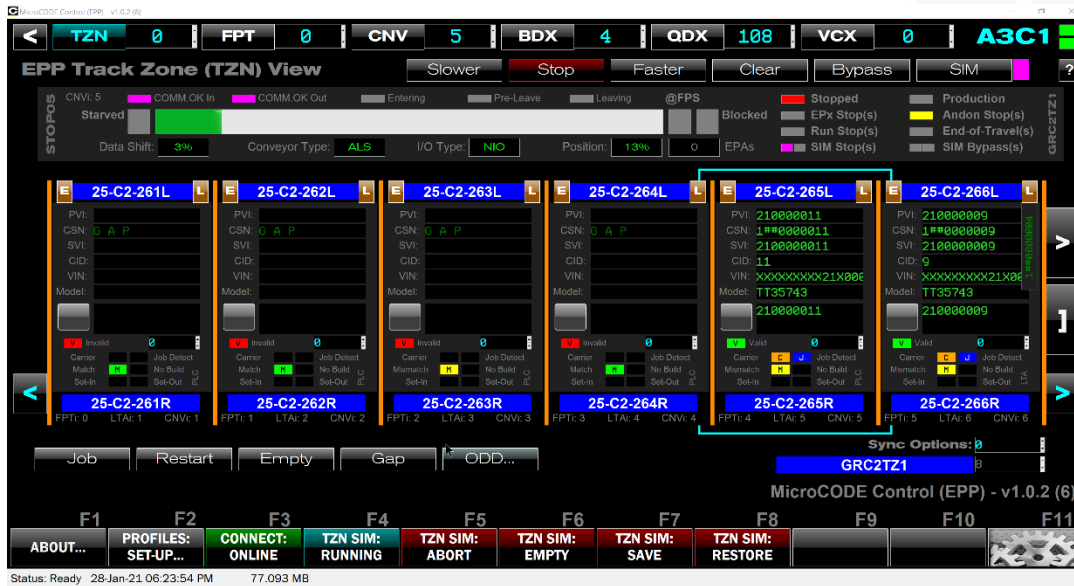 MicroCODE Control (EPP) v1.0.2 (6)
< TZN 0 FPT 0 CNV 5 BDX 4 QDX 108 VCX 0 A3C1
EPP Track Zone (TZN) View Slower Stop Faster Clear Bypass SIM ?
STOP05
CNVi: 5 COMM.OK In COMM.OK Out Entering Pre-Leave Leaving @FPS Stopped Production
Starved Blocked EPx Stop(s) Andon Stop(s)
Run Stop(s) End-of-Travel(s)
Data Shift: 3% Conveyor Type: ALS I/O Type: NIO Position: 13% 0 EPAs SIM Stop(s) SIM Bypass(s)
GRC2TZ1
E 25-C2-261L L E 25-C2-262L L E 25-C2-263L L E 25-C2-264L L E 25-C2-265L L E 25-C2-266L L
PVI: PVI: PVI: PVI: PVI: 210000011 PVI: 210000009
CSN: G A P CSN: G A P CSN: G A P CSN: G A P CSN: 1##0000011 CSN: 1##0000009
SVI: SVI: SVI: SVI: SVI: 2100000011 SVI: 2100000009
CID: CID: CID: CID: CID: 11 CID: 9
VIN: VIN: VIN: VIN: VIN: XXXXXXXXX21X000 VIN: XXXXXXXXX21X00
1##0000004
Model: Model: Model: Model: Model: TT35743 Model: TT35743
210000011 210000009
> ]
V Invalid 0 V Invalid 0 V Invalid 0 V Invalid 0 V Valid 0 V Valid 0
Carrier Job Detect Carrier Job Detect Carrier Job Detect Carrier Job Detect Carrier C J Job Detect Carrier C J Job Detect
Match M No Build Match M No Build Mismatch M No Build Match M No Build Mismatch M No Build Mismatch M No Build
Set-In Set-Out PLC Set-In Set-Out PLC Set-In Set-Out PLC Set-In Set-Out PLC Set-In Set-Out PLC Set-In Set-Out LTA
< >
25-C2-261R 25-C2-262R 25-C2-263R 25-C2-264R 25-C2-265R 25-C2-266R
FPTi: 0 LTAi: 1 CNVi: 1 FPTi: 1 LTAi: 2 CNVi: 2 FPTi: 2 LTAi: 3 CNVi: 3 FPTi: 3 LTAi: 4 CNVi: 4 FPTi: 4 LTAi: 5 CNVi: 5 FPTi: 5 LTAi: 6 CNVi: 6
Sync Options: 0
Job Restart Empty Gap ODD...
GRC2TZ1 B
MicroCODE Control (EPP) - v1.0.2 (6)
F1 F2 F3 F4 F5 F6 F7 F8 F9 F10 F11
ABOUT... PROFILES: SET-UP... CONNECT: ONLINE TZN SIM: RUNNING TZN SIM: ABORT TZN SIM: EMPTY TZN SIM: SAVE TZN SIM: RESTORE
Status: Ready 28-Jan-21 06:23:54 PM 77.093 MB